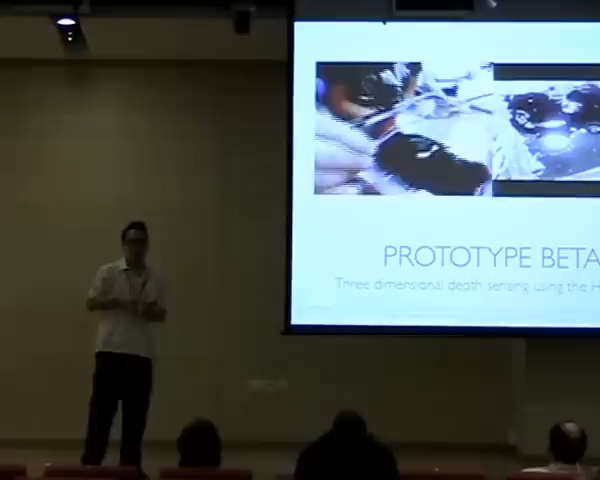 PROTOTYPE BETA
Three dimensional depth sensing using the